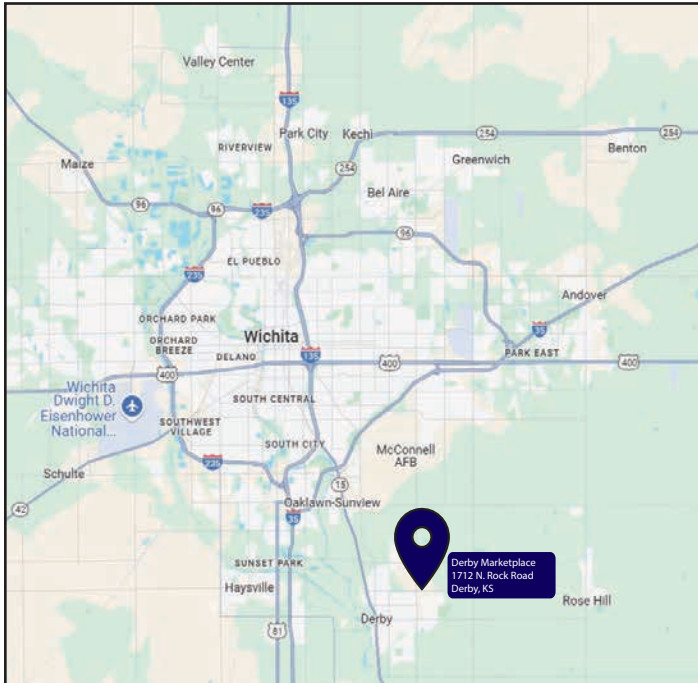 Valley Center
135
Park City
Kechi
254
254
Benton
RIVERVIEW
Greenwich
Maize
254
Bel Aire
96
96
235
96
EL PUEBLO
235
Andover
ORCHARD PARK
35
ORCHARD
BREEZE
Wichita
135
PARK EAST
DELANO
400
400
400
Wichita
Dwight D.
Eisenhower
National...
SOUTH CENTRAL
SOUTHWEST
VILLAGE
SOUTH CITY
McConnell
AFB
235
Schulte
15
42
Oaklawn-Sunview
35
SUNSET PARK
Derby Marketplace
1712 N. Rock Road
Derby, KS
Haysville
Rose Hill
Derby
81